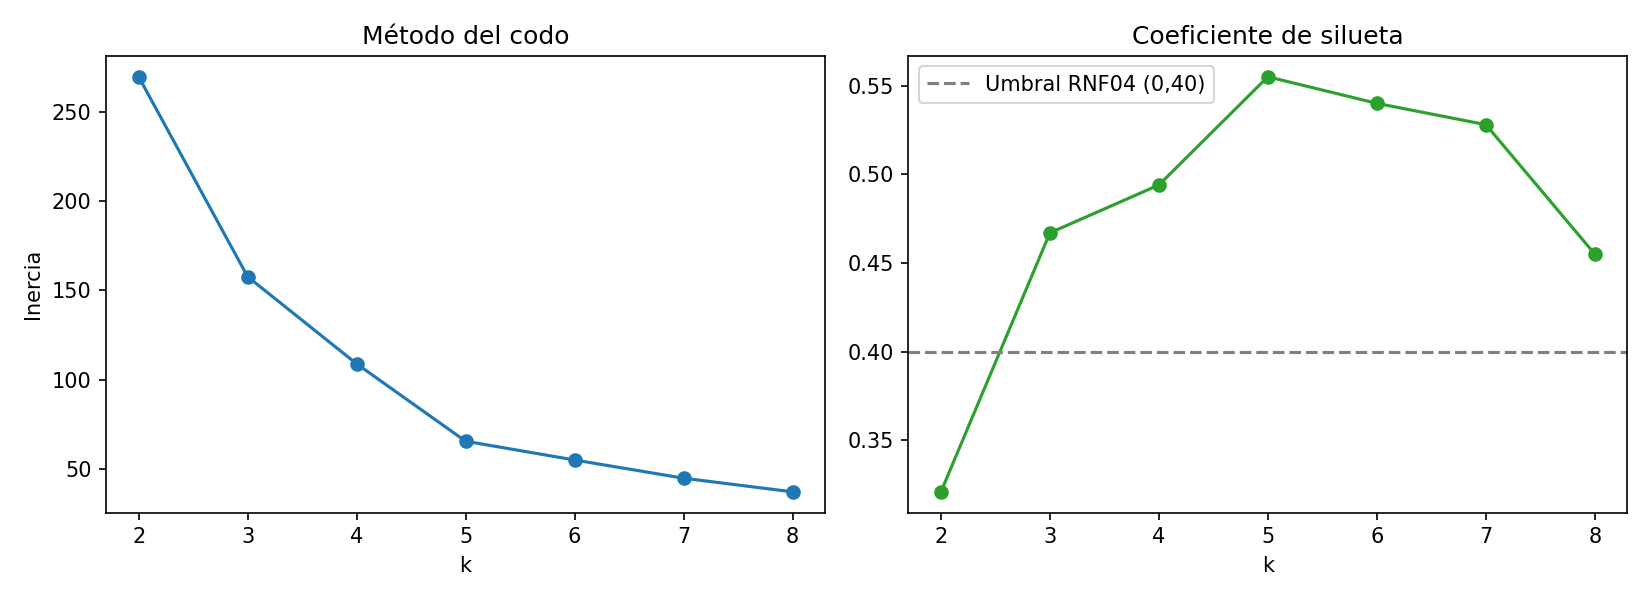 Método del codo
250
200
150
100
50
Inercia
2 3 4 5 6 7 8
k
Coeficiente de silueta
Umbral RNF04 (0,40)
0.55
0.50
0.45
0.40
0.35
2 3 4 5 6 7 8
k